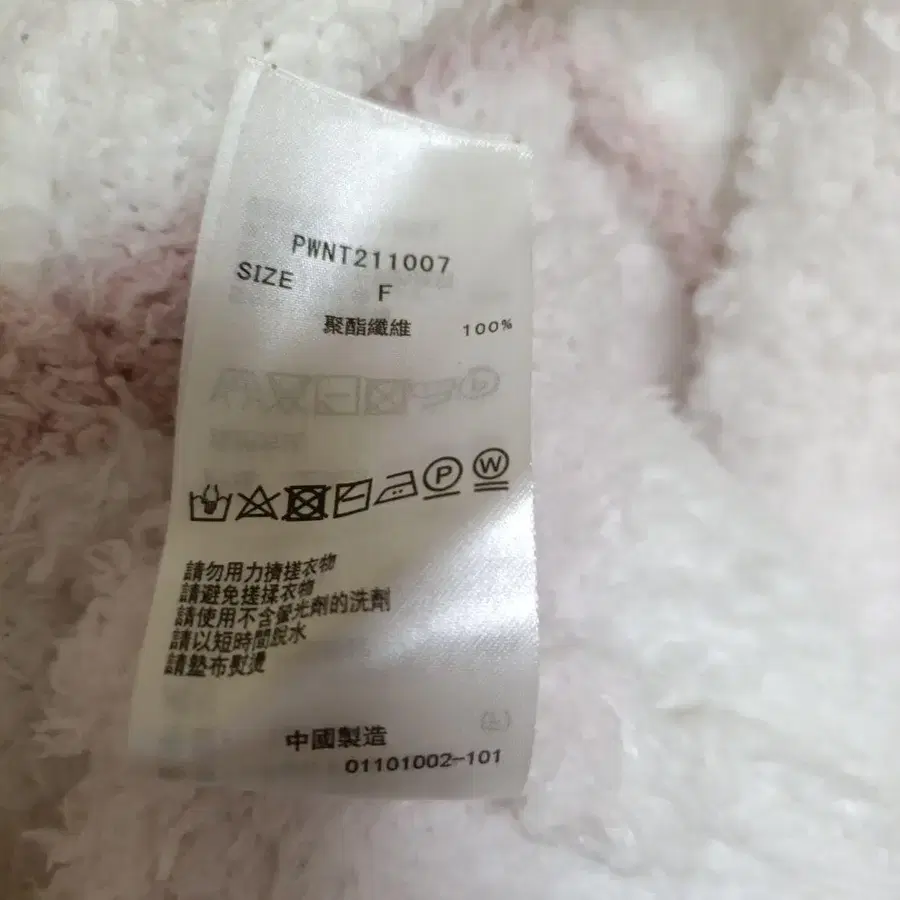 PWNT211007
SIZE F
聚酯纖維 100%
P W
請勿用力擠搓衣物
請避免搓揉衣物
請使用不含螢光劑的洗劑
請以短時間脫水
請墊布熨燙
中國製造
01101002-101